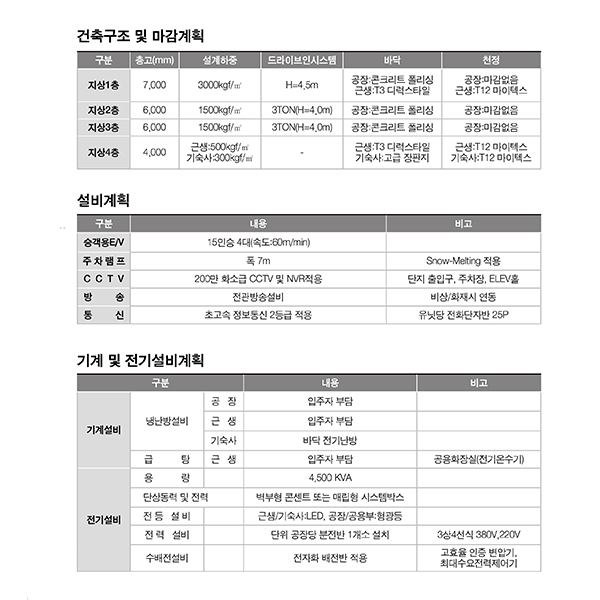 건축구조 및 마감계획
구분 층고(mm) 설계하중 드라이브인시스템 바닥 천정
지상1층 7,000 3000kgf/㎡ H=4.5m 공장:콘크리트 폴리싱 공장:마감없음
근생:T3 디럭스타일 근생:T12 마이텍스
지상2층 6,000 1500kgf/㎡ 3TON(H=4.0m) 공장:콘크리트 폴리싱 공장:마감없음
지상3층 6,000 1500kgf/㎡ 3TON(H=4.0m) 공장:콘크리트 폴리싱 공장:마감없음
지상4층 4,000 근생:500kgf/㎡ - 근생:T3 디럭스타일 근생:T12 마이텍스
기숙사:300kgf/㎡ 기숙사:고급 장판지 기숙사:T12 마이텍스
설비계획
구분 내용 비고
승객용E/V 15인승 4대(속도:60m/min)
주차램프 폭 7m Snow-Melting 적용
C C T V 200만 화소급 CCTV 및 NVR적용 단지 출입구, 주차장, ELEV홀
방 송 전관방송설비 비상/화재시 연동
통 신 초고속 정보통신 2등급 적용 유닛당 전화단자반 25P
기계 및 전기설비계획
구분 내용 비고
기계설비 냉난방설비 공 장 입주자 부담
근 생 입주자 부담
기숙사 바닥 전기난방
급 탕 근 생 입주자 부담 공용화장실(전기온수기)
전기설비 용 량 4,500 KVA
단상동력 및 전력 벽부형 콘센트 또는 매립형 시스템박스
전등 설비 근생/기숙사:LED, 공장/공용부:형광등
전력 설비 단위 공장당 분전반 1개소 설치 3상4선식 380V,220V
수배전설비 전자화 배전반 적용 고효율 인증 변압기,
최대수요전력제어기